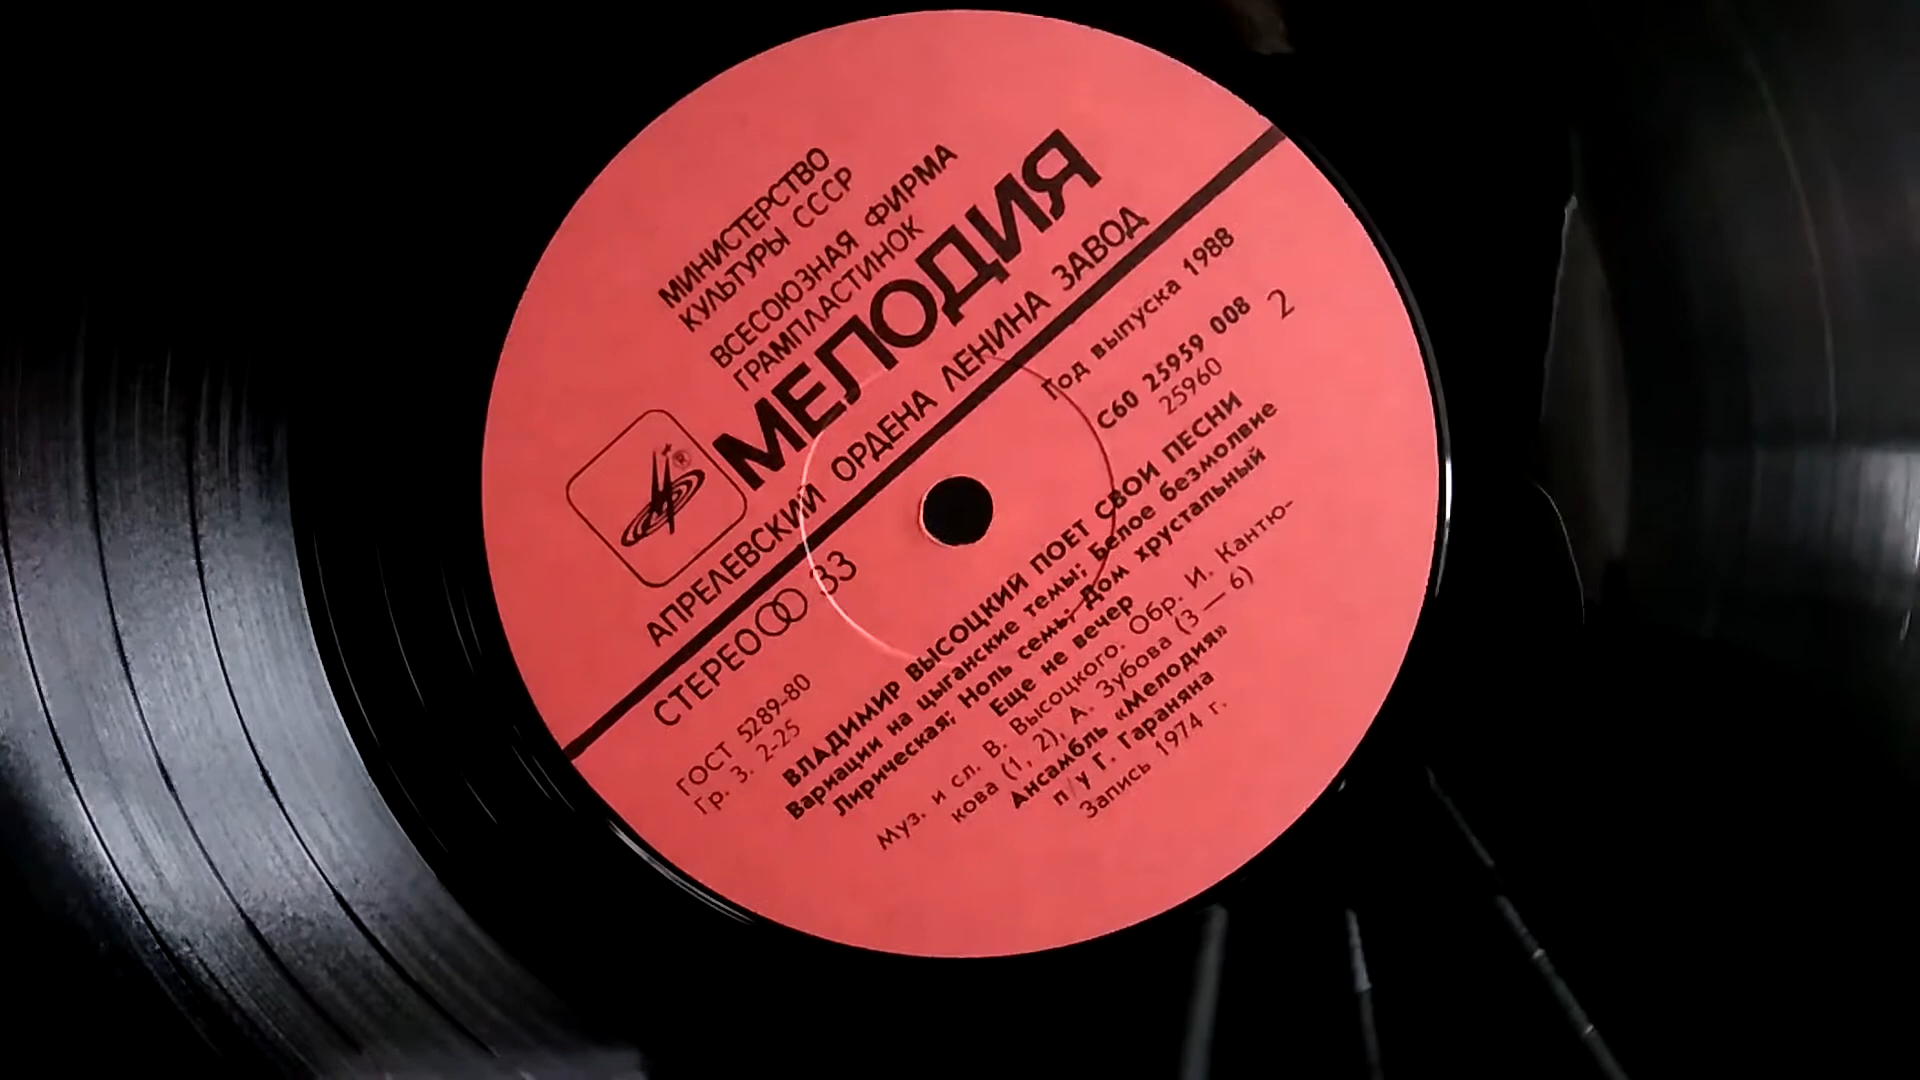 МИНИСТЕРСТВО
КУЛЬТУРЫ СССР
ВСЕСОЮЗНАЯ ФИРМА
ГРАМПЛАСТИНОК
МЕЛОДИЯ
®
АПРЕЛЕВСКИЙ ОРДЕНА ЛЕНИНА ЗАВОД
СТЕРЕО 33
Год выпуска 1988
ГОСТ 5289-80
Гр. 3. 2-25
С60 25959 008
25960
2
ВЛАДИМИР ВЫСОЦКИЙ ПОЕТ СВОИ ПЕСНИ
Вариации на цыганские темы; Белое безмолвие
Лирическая; Ноль семь; Дом хрустальный
Еще не вечер
Муз. и сл. В. Высоцкого. Обр. И. Кантю-
кова (1, 2), А. Зубова (3 — 6)
Ансамбль «Мелодия»
п/у Г. Гараняна
Запись 1974 г.